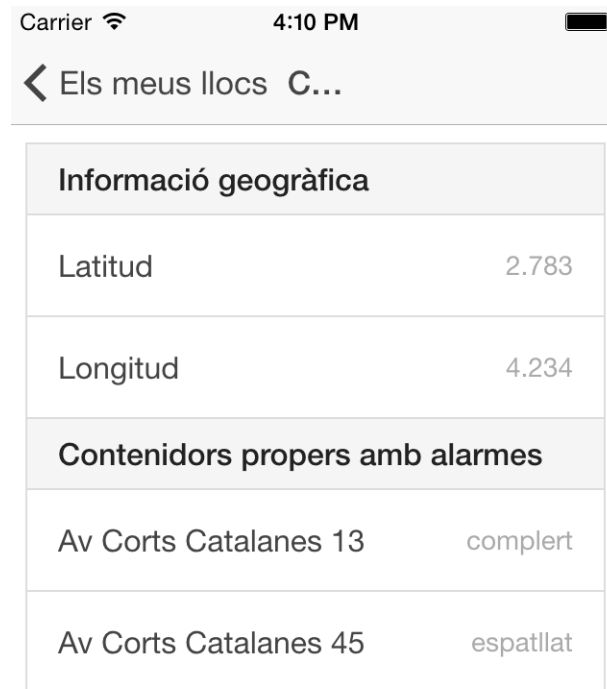 Carrier 4:10 PM
Els meus llocs C...
Informació geogràfica
Latitud 2.783
Longitud 4.234
Contenidors propers amb alarmes
Av Corts Catalanes 13 complert
Av Corts Catalanes 45 espatllat